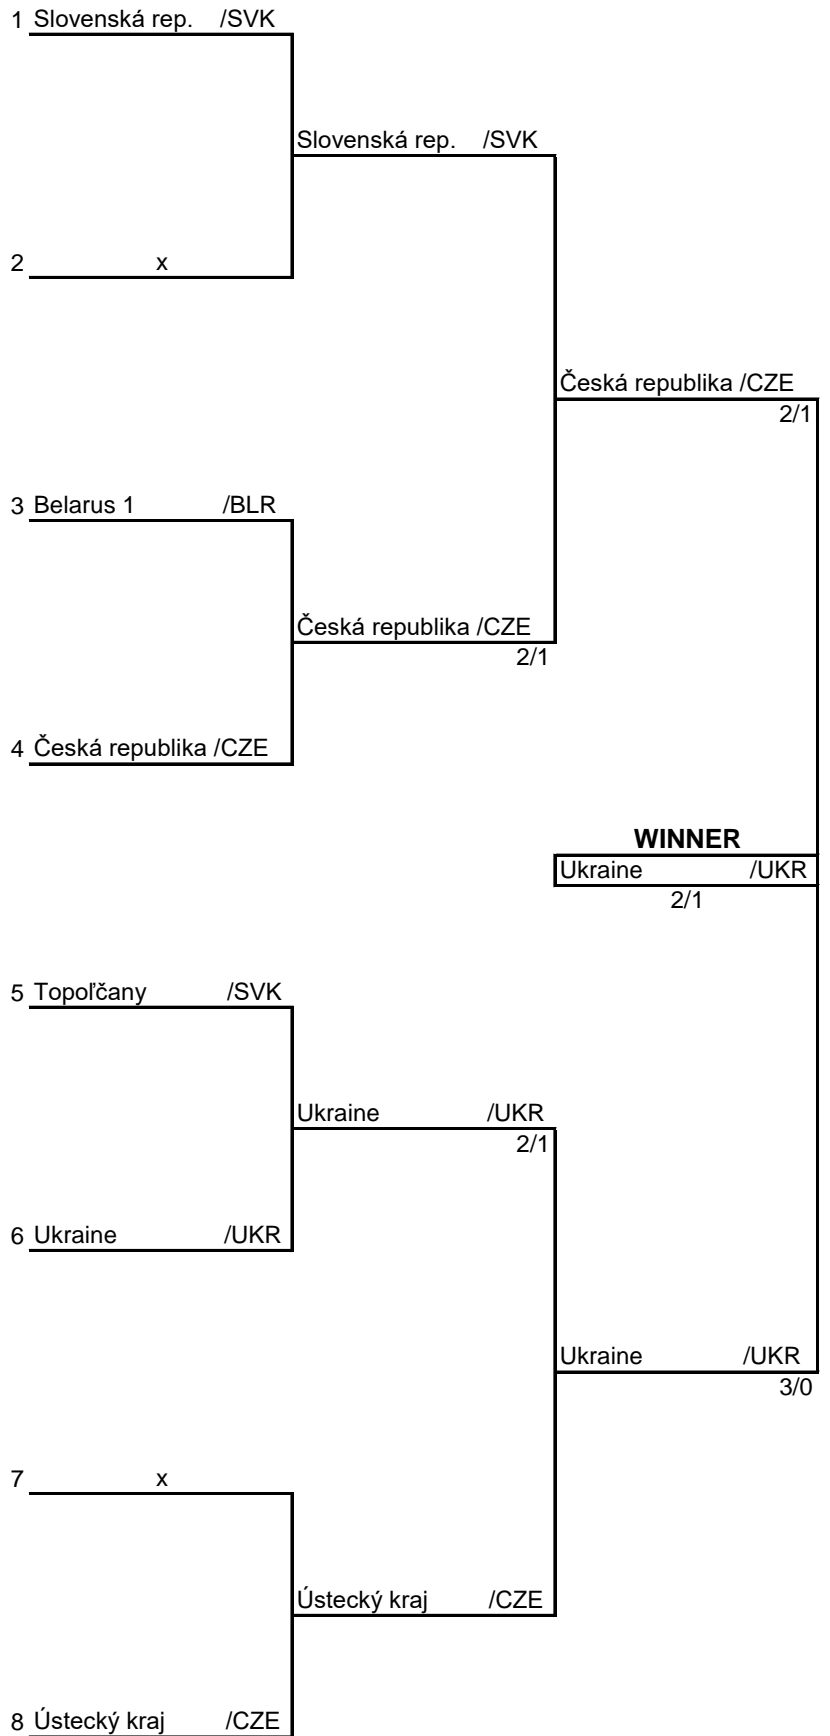 1 Slovenská rep. /SVK
Slovenská rep. /SVK
2 x
Česká republika /CZE
2/1
3 Belarus 1 /BLR
Česká republika /CZE
2/1
4 Česká republika /CZE
WINNER
Ukraine /UKR
2/1
5 Topoľčany /SVK
Ukraine /UKR
2/1
6 Ukraine /UKR
Ukraine /UKR
3/0
7 x
Ústecký kraj /CZE
8 Ústecký kraj /CZE